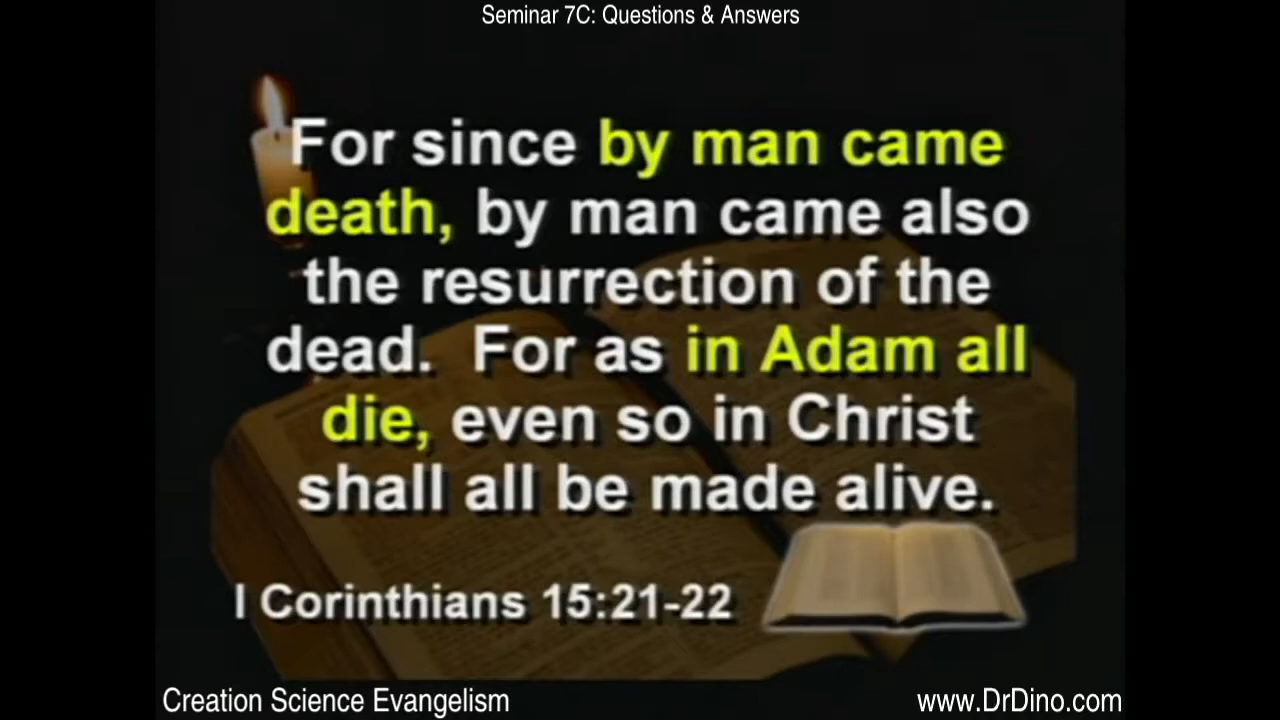 Seminar 7C: Questions & Answers
For since by man came
death, by man came also
the resurrection of the
dead. For as in Adam all
die, even so in Christ
shall all be made alive.
I Corinthians 15:21-22
Creation Science Evangelism
www.DrDino.com